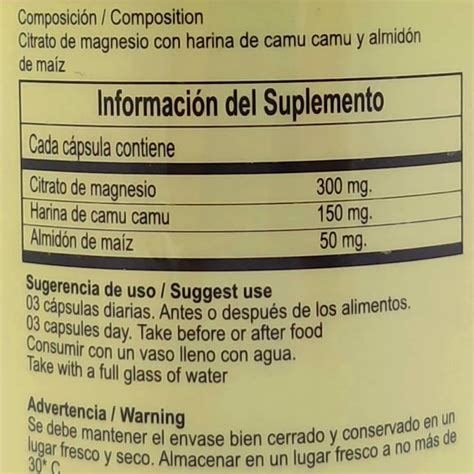 Composición / Composition
Citrato de magnesio con harina de camu camu y almidón
de maíz
Información del Suplemento
Cada cápsula contiene
Citrato de magnesio 300 mg.
Harina de camu camu 150 mg.
Almidón de maíz 50 mg.
Sugerencia de uso / Suggest use
03 cápsulas diarias. Antes o después de los alimentos.
03 capsules day. Take before or after food
Consumir con un vaso lleno con agua.
Take with a full glass of water
Advertencia / Warning
Se debe mantener el envase bien cerrado y conservado en un
lugar fresco y seco. Almacenar en un lugar fresco a no más de
30° C